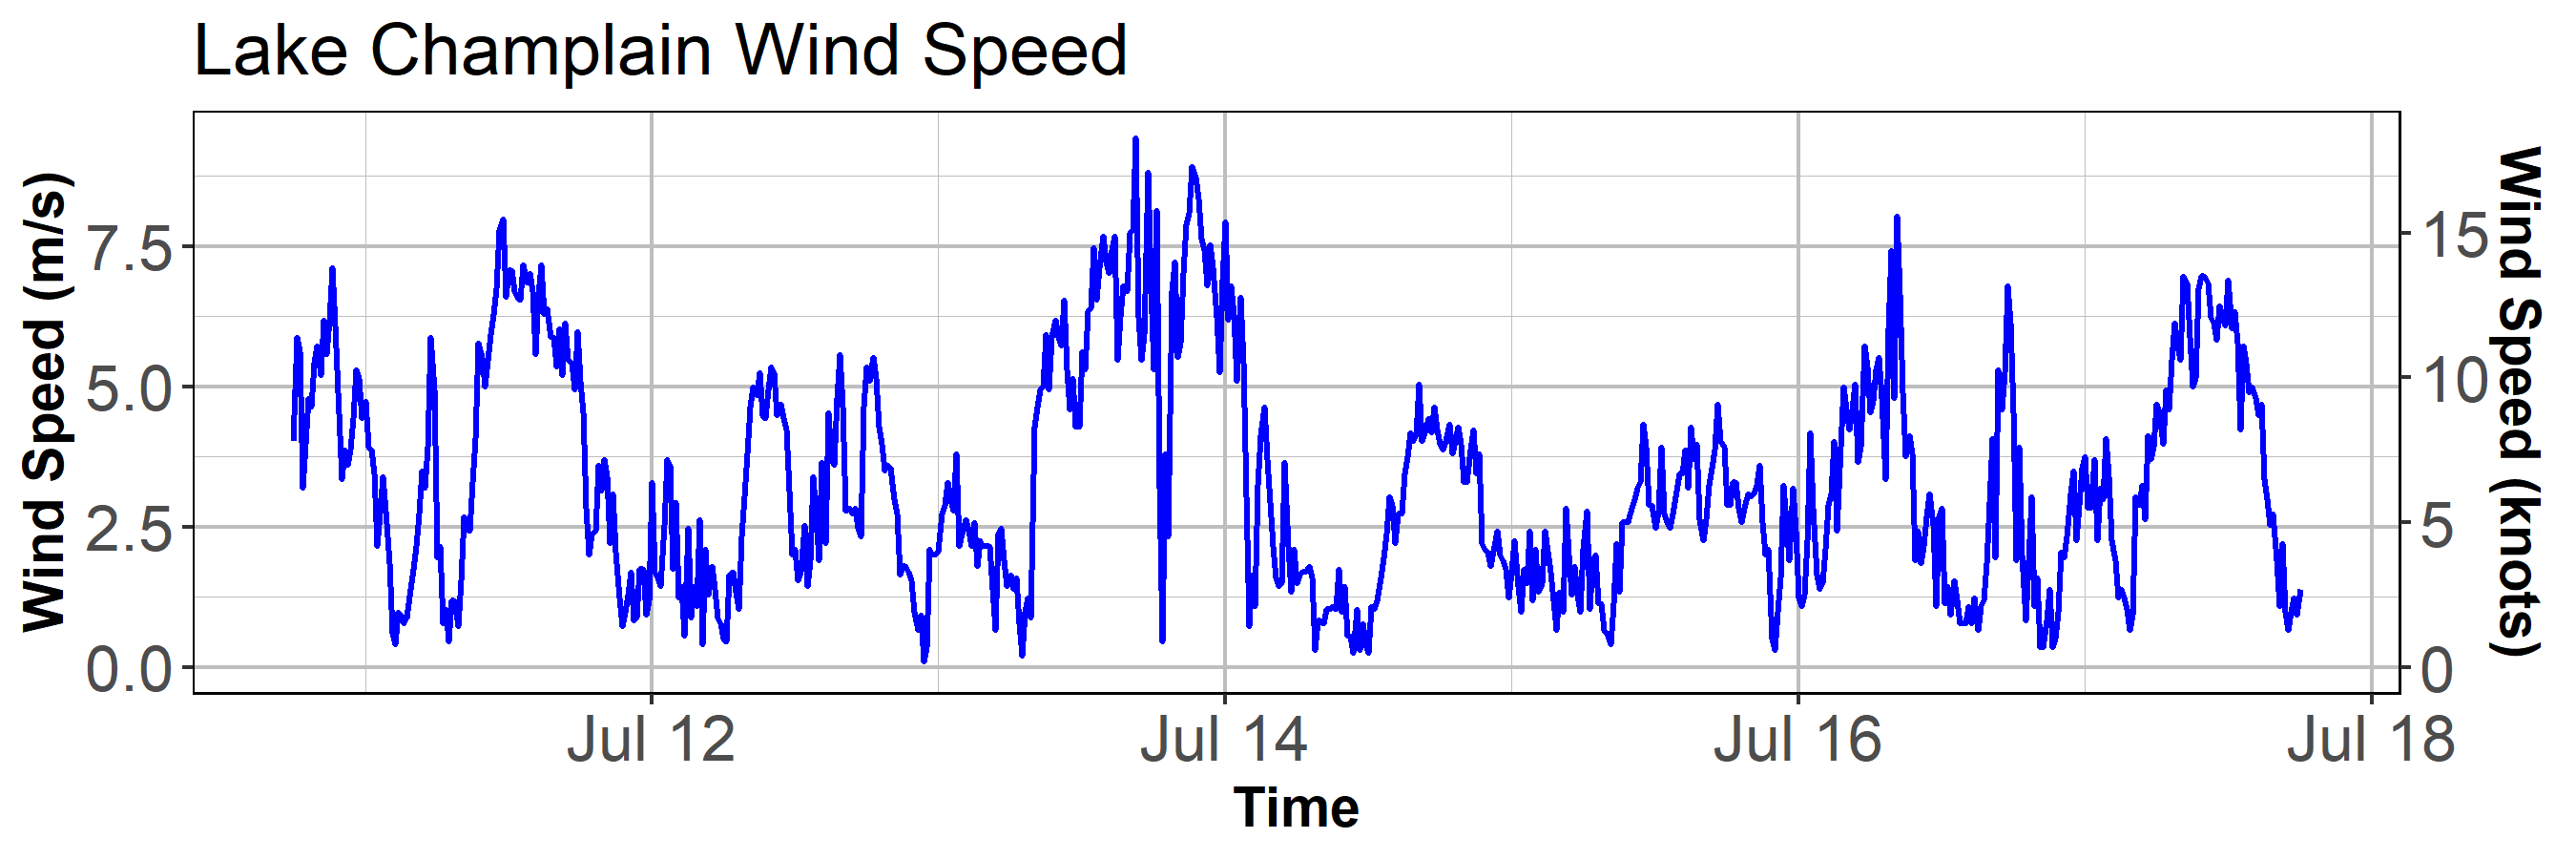 Lake Champlain Wind Speed
Wind Speed (m/s)
7.5
5.0
2.5
0.0
15
10
5
0
Wind Speed (knots)
Jul 12
Jul 14
Jul 16
Jul 18
Time